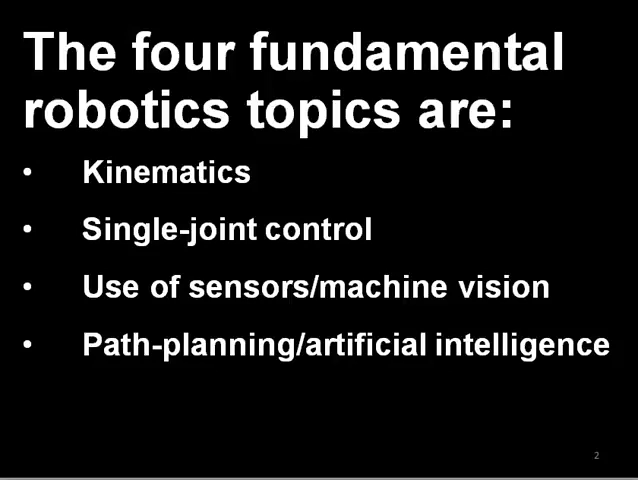 The four fundamental
robotics topics are:
• Kinematics
• Single-joint control
• Use of sensors/machine vision
• Path-planning/artificial intelligence
2